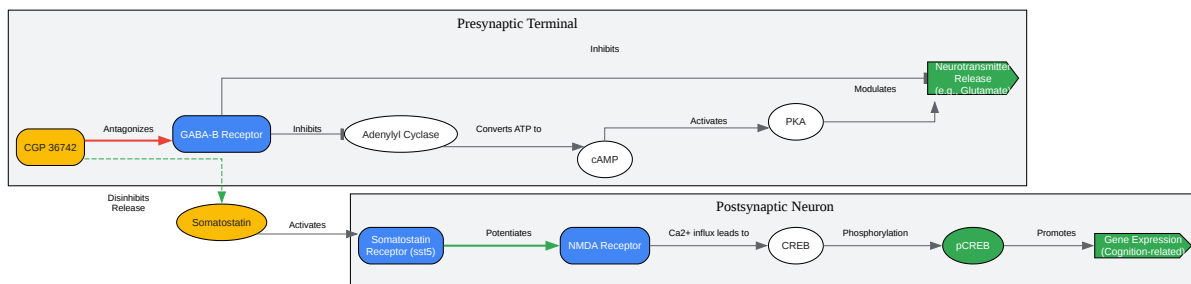 Presynaptic Terminal
Inhibits
Neurotransmitter
Release
(e.g., Glutamate)
Modulates
Antagonizes
GABA-B Receptor
Inhibits
Adenylyl Cyclase
Converts ATP to
Activates
PKA
CGP 36742
cAMP
Disinhibits
Release
Somatostatin
Activates
Postsynaptic Neuron
Somatostatin
Receptor (sst5)
Potentiates
NMDA Receptor
Ca2+ influx leads to
CREB
Phosphorylation
pCREB
Promotes
Gene Expression
(Cognition-related)